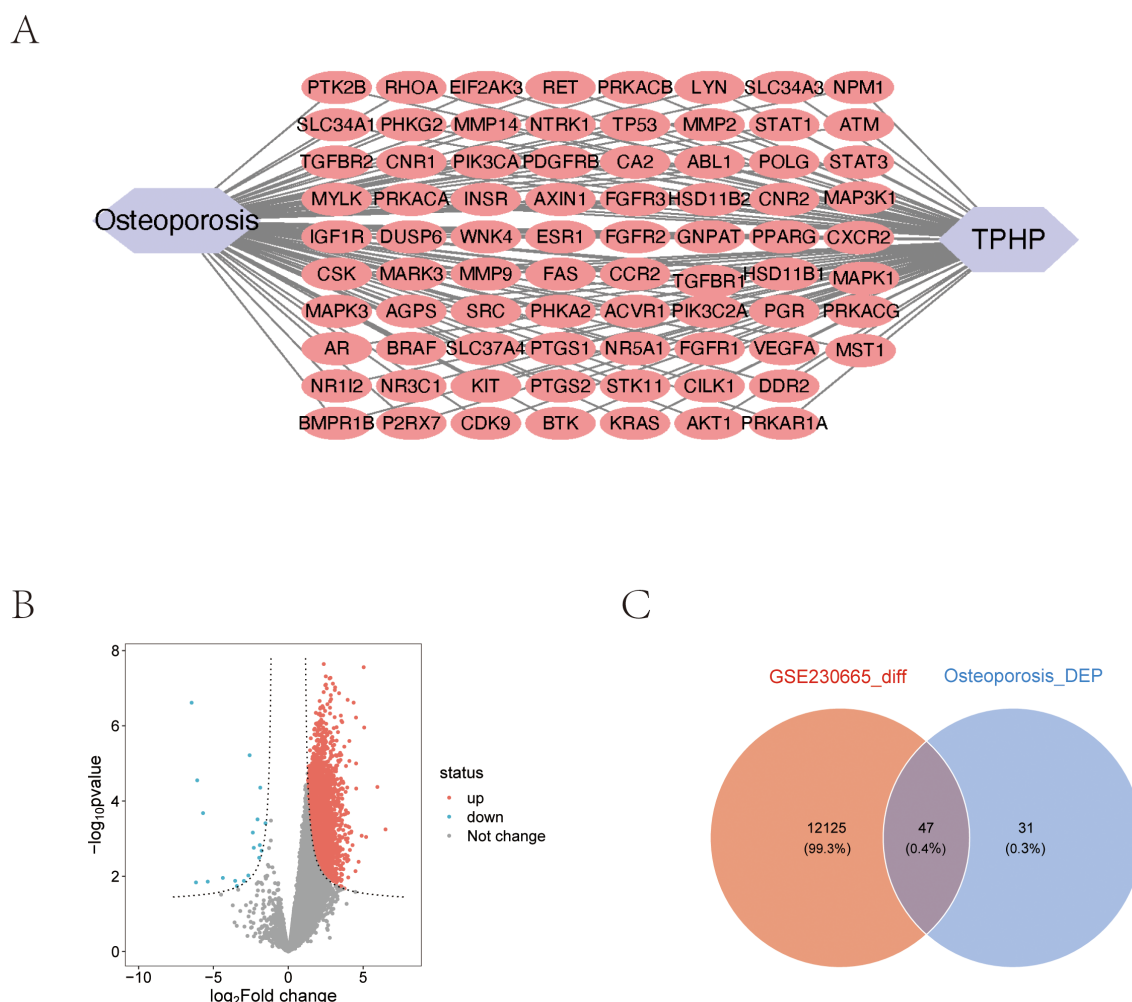 A
PTK2B RHOA EIF2AK3 RET PRKACB LYN SLC34A3 NPM1
SLC34A1 PHKG2 MMP14 NTRK1 TP53 MMP2 STAT1 ATM
TGFBR2 CNR1 PIK3CA PDGFRB CA2 ABL1 POLG STAT3
MYLK PRKACA INSR AXIN1 FGFR3 HSD11B2 CNR2 MAP3K1
Osteoporosis
TPHP
IGF1R DUSP6 WNK4 ESR1 FGFR2 GNPAT PPARG CXCR2
CSK MARK3 MMP9 FAS CCR2 TGFBR1 HSD11B1 MAPK1
MAPK3 AGPS SRC PHKA2 ACVR1 PIK3C2A PGR PRKACG
AR BRAF SLC37A4 PTGS1 NR5A1 FGFR1 VEGFA MST1
NR1I2 NR3C1 KIT PTGS2 STK11 CILK1 DDR2
BMPR1B P2RX7 CDK9 BTK KRAS AKT1 PRKAR1A
B
8
6
4
2
0
−log₁₀pvalue
−10 −5 0 5
log₂Fold change
status
up
down
Not change
C
GSE230665_diff Osteoporosis_DEP
12125 47 31
(99.3%) (0.4%) (0.3%)